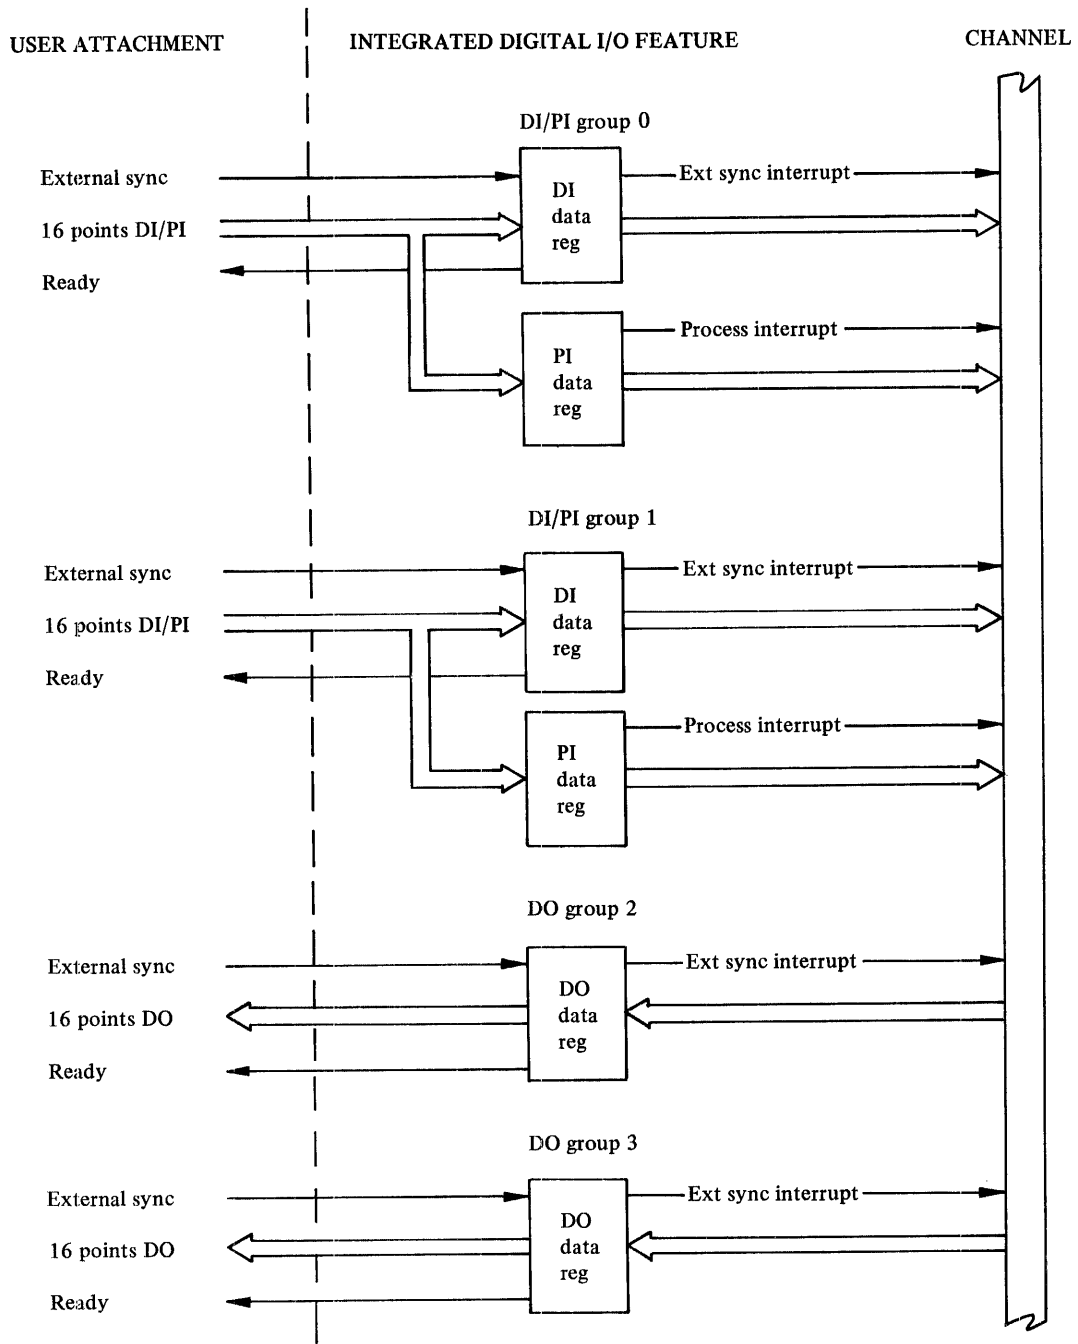 USER ATTACHMENT
INTEGRATED DIGITAL I/O FEATURE
CHANNEL
DI/PI group 0
External sync
16 points DI/PI
Ready
DI
data
reg
Ext sync interrupt
PI
data
reg
Process interrupt
DI/PI group 1
External sync
16 points DI/PI
Ready
DI
data
reg
Ext sync interrupt
PI
data
reg
Process interrupt
DO group 2
External sync
16 points DO
Ready
DO
data
reg
Ext sync interrupt
DO group 3
External sync
16 points DO
Ready
DO
data
reg
Ext sync interrupt